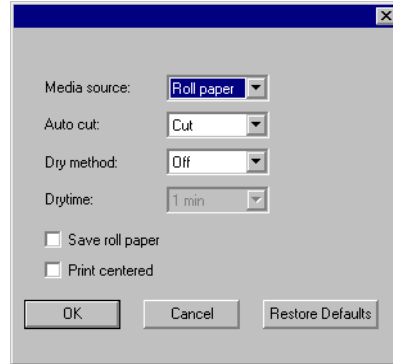 Media source: Roll paper
Auto cut: Cut
Dry method: Off
Drytime: 1 min
Save roll paper
Print centered
OK Cancel Restore Defaults